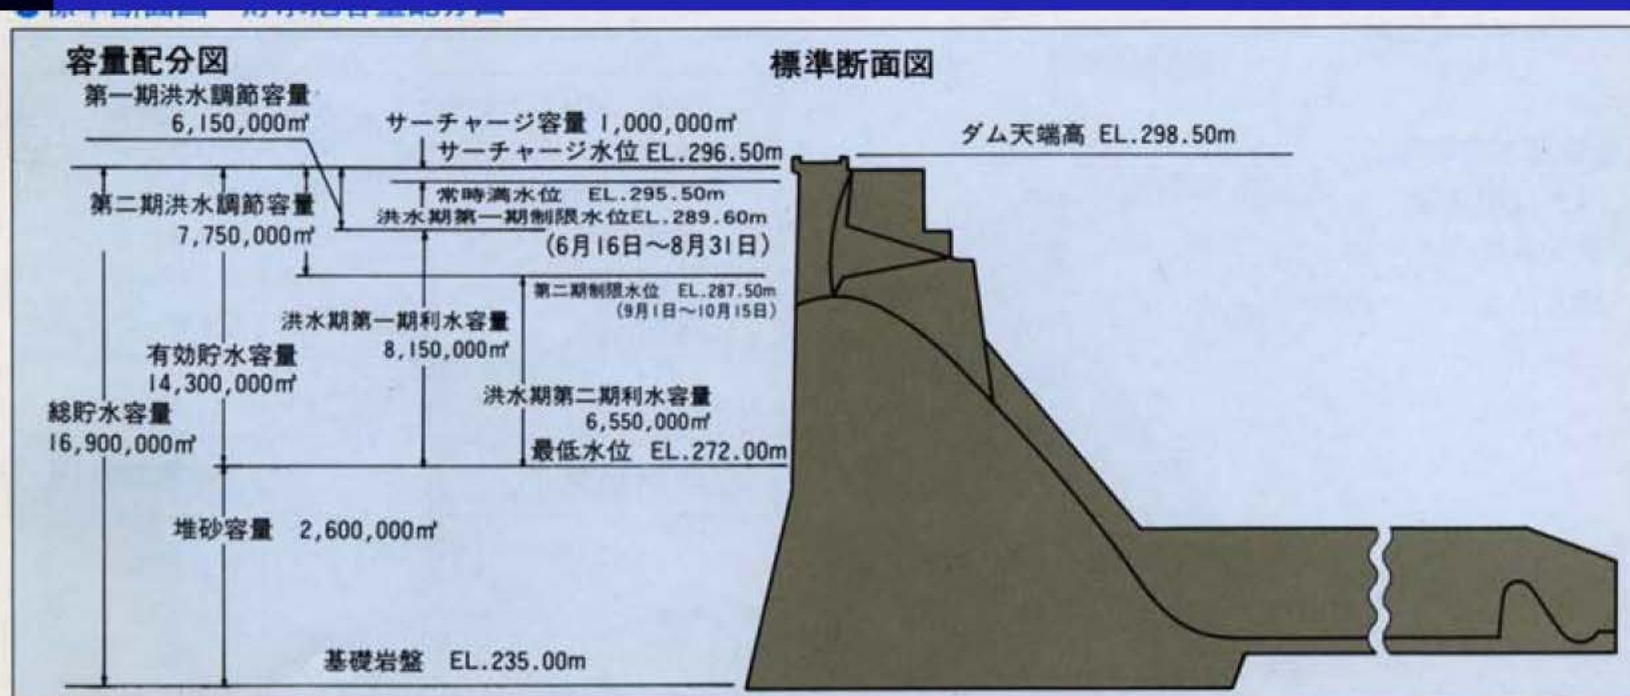 容量配分図
標準断面図
第一期洪水調節容量
6,150,000㎥
サーチャージ容量 1,000,000㎥
サーチャージ水位 EL.296.50m
ダム天端高 EL.298.50m
常時満水位 EL.295.50m
第二期洪水調節容量
7,750,000㎥
洪水期第一期制限水位EL.289.60m
(6月16日〜8月31日)
第二期制限水位 EL.287.50m
(9月1日〜10月15日)
洪水期第一期利水容量
8,150,000㎥
有効貯水容量
14,300,000㎥
洪水期第二期利水容量
6,550,000㎥
総貯水容量
16,900,000㎥
最低水位 EL.272.00m
堆砂容量 2,600,000㎥
基礎岩盤 EL.235.00m